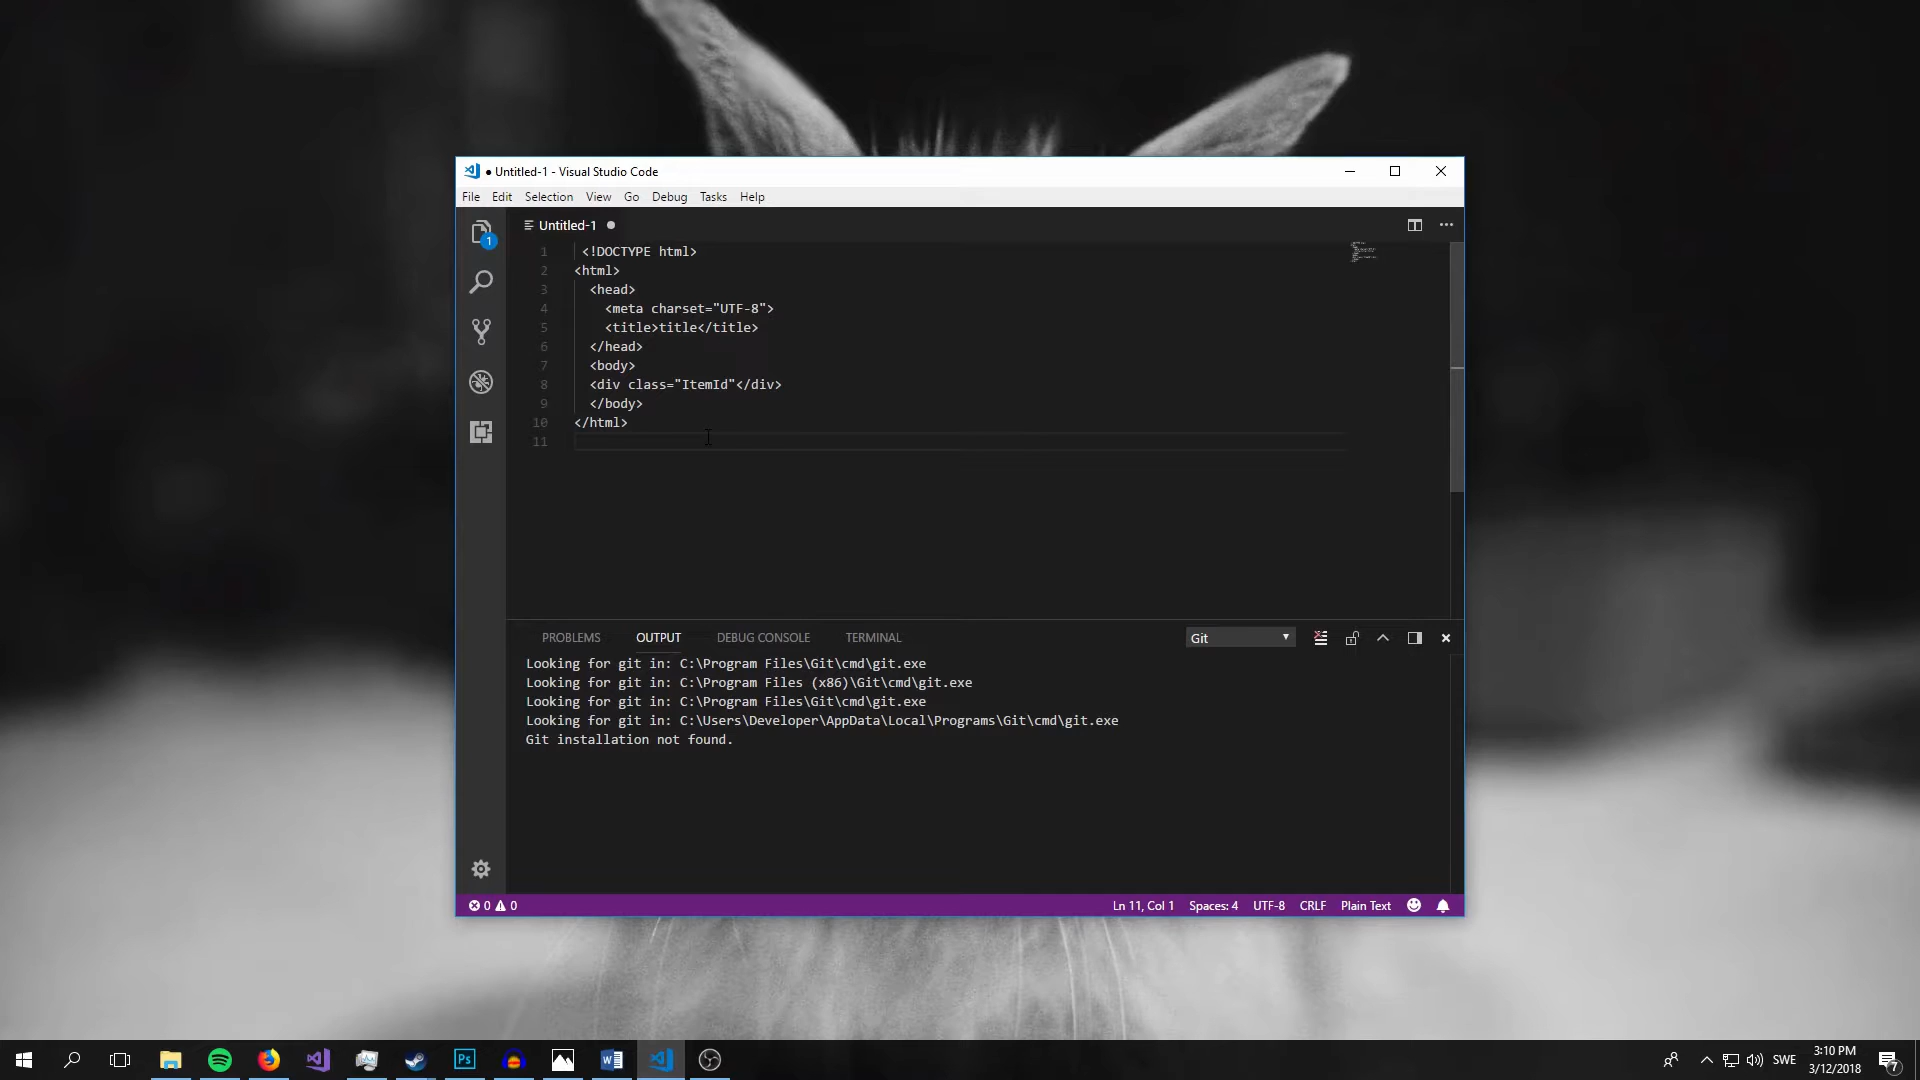 ● Untitled-1 - Visual Studio Code
File Edit Selection View Go Debug Tasks Help
1
Untitled-1
1 <!DOCTYPE html>
2 <html>
3 <head>
4 <meta charset="UTF-8">
5 <title>title</title>
6 </head>
7 <body>
8 <div class="ItemId"</div>
9 </body>
10 </html>
11
PROBLEMS OUTPUT DEBUG CONSOLE TERMINAL Git
Looking for git in: C:\Program Files\Git\cmd\git.exe
Looking for git in: C:\Program Files (x86)\Git\cmd\git.exe
Looking for git in: C:\Program Files\Git\cmd\git.exe
Looking for git in: C:\Users\Developer\AppData\Local\Programs\Git\cmd\git.exe
Git installation not found.
0 0 Ln 11, Col 1 Spaces: 4 UTF-8 CRLF Plain Text
Ps
W
SWE
3:10 PM
3/12/2018
7